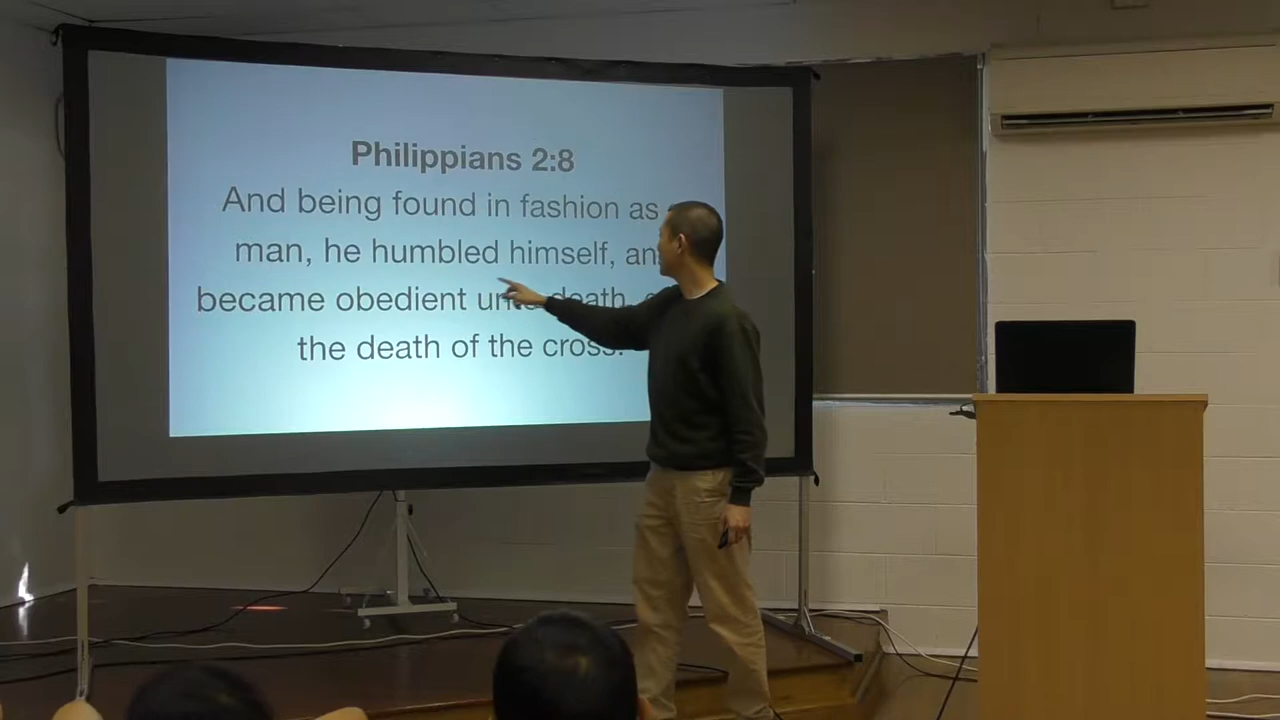 Philippians 2:8
And being found in fashion as
man, he humbled himself, an
became obedient unto death,
the death of the cross.